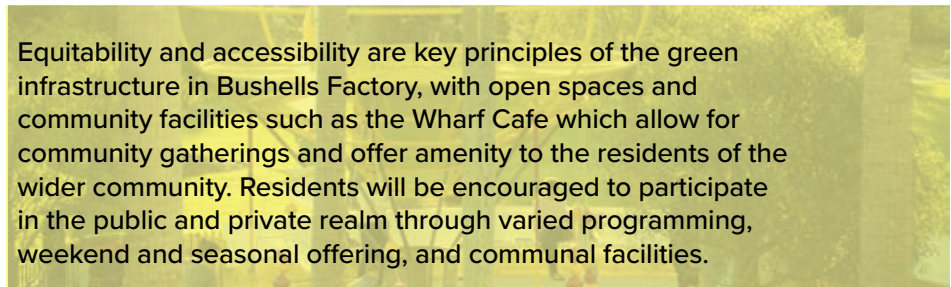 Equitability and accessibility are key principles of the green
infrastructure in Bushells Factory, with open spaces and
community facilities such as the Wharf Cafe which allow for
community gatherings and offer amenity to the residents of the
wider community. Residents will be encouraged to participate
in the public and private realm through varied programming,
weekend and seasonal offering, and communal facilities.